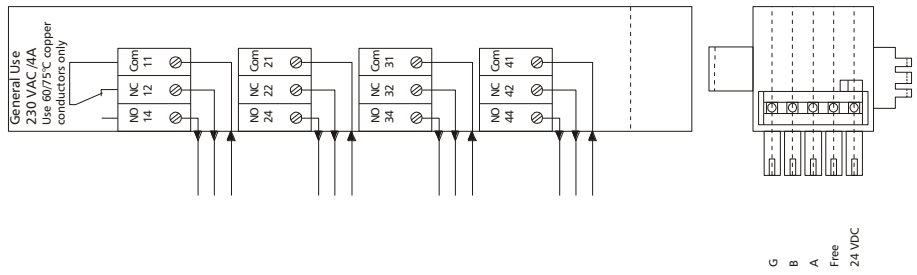 General Use
230 VAC /4A
Use 60/75°C copper
conductors only
Com 11
NC 12
NO 14
Com 21
NC 22
NO 24
Com 31
NC 32
NO 34
Com 41
NC 42
NO 44
G
B
A
Free
24 VDC